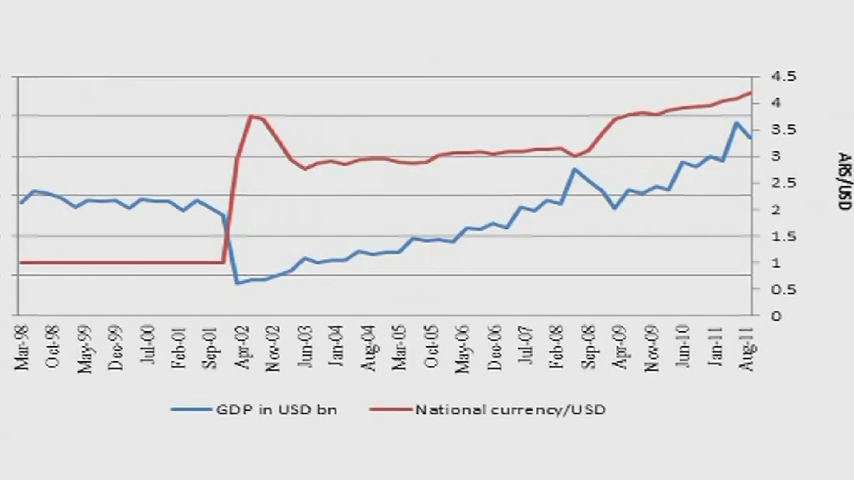 4.5
4
3.5
3
2.5
2
1.5
1
0.5
0
ARS/USD
Mar-98
Oct-98
May-99
Dec-99
Jul-00
Feb-01
Sep-01
Apr-02
Nov-02
Jun-03
Jan-04
Aug-04
Mar-05
Oct-05
May-06
Dec-06
Jul-07
Feb-08
Sep-08
Apr-09
Nov-09
Jun-10
Jan-11
Aug-11
GDP in USD bn National currency/USD